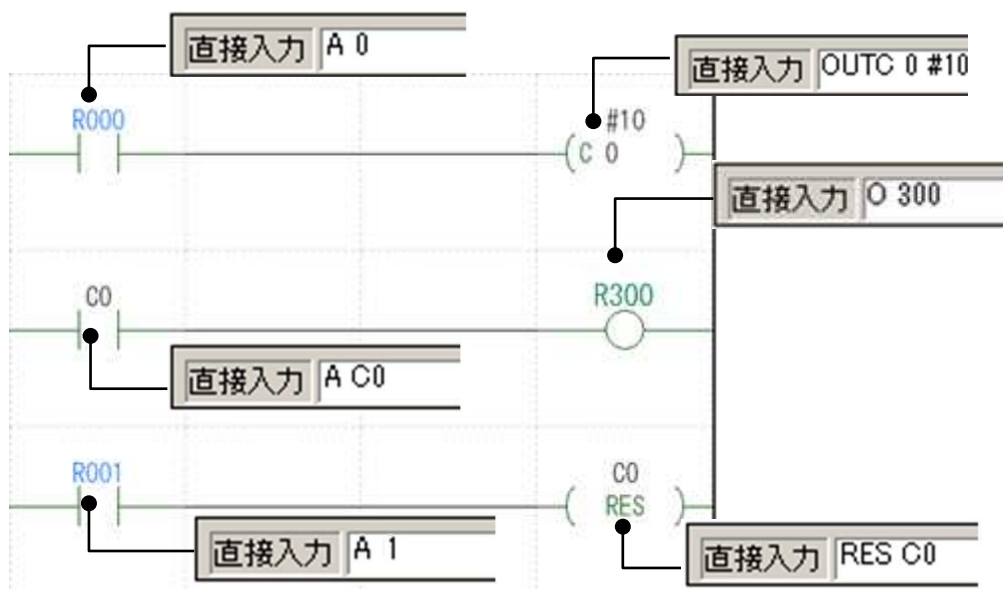 直接入力 A 0
直接入力 OUTC 0 #10
R000
#10
C 0
直接入力 O 300
C0
R300
直接入力 A C0
R001
C0
RES
直接入力 A 1
直接入力 RES C0